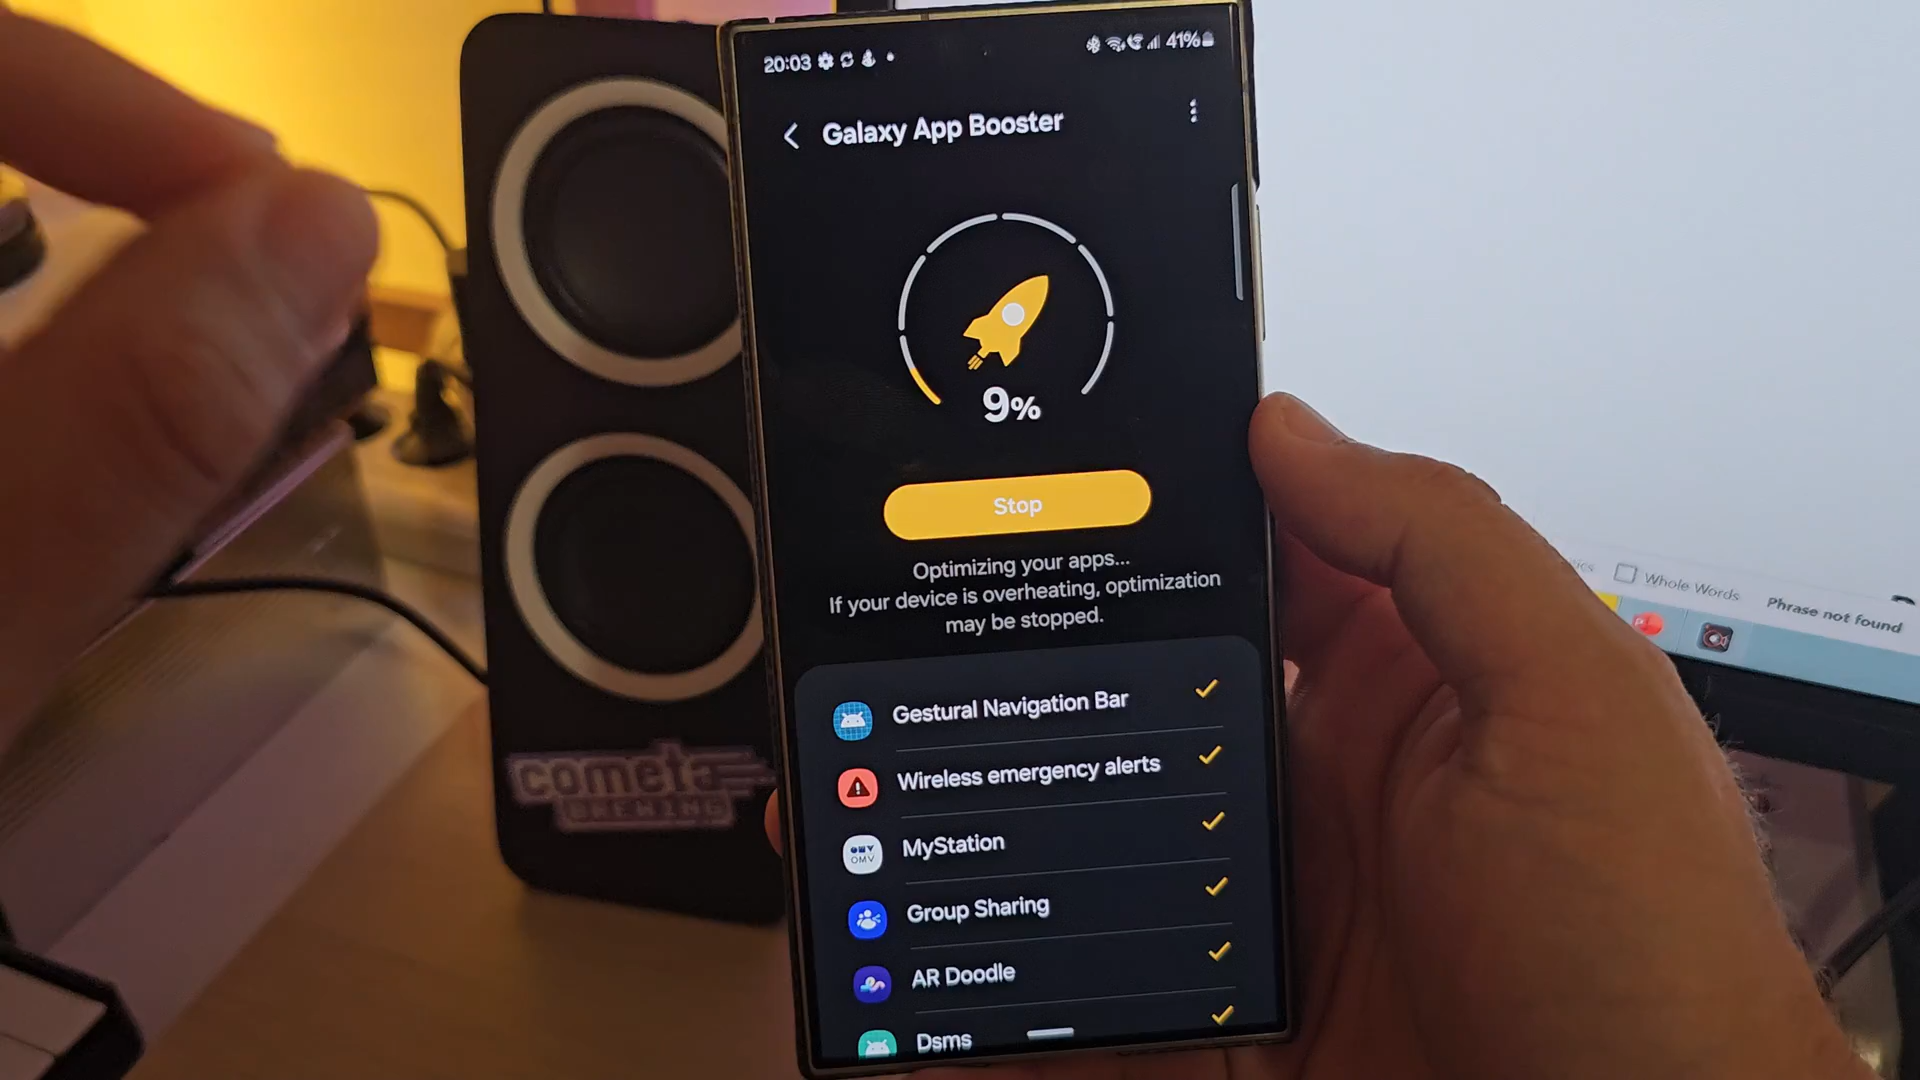 20:03
41%
Galaxy App Booster
9%
Stop
Optimizing your apps...
If your device is overheating, optimization
may be stopped.
Gestural Navigation Bar
Wireless emergency alerts
MyStation
OMV
Group Sharing
AR Doodle
Dsms
cometa
BREWING
Whole Words
Phrase not found